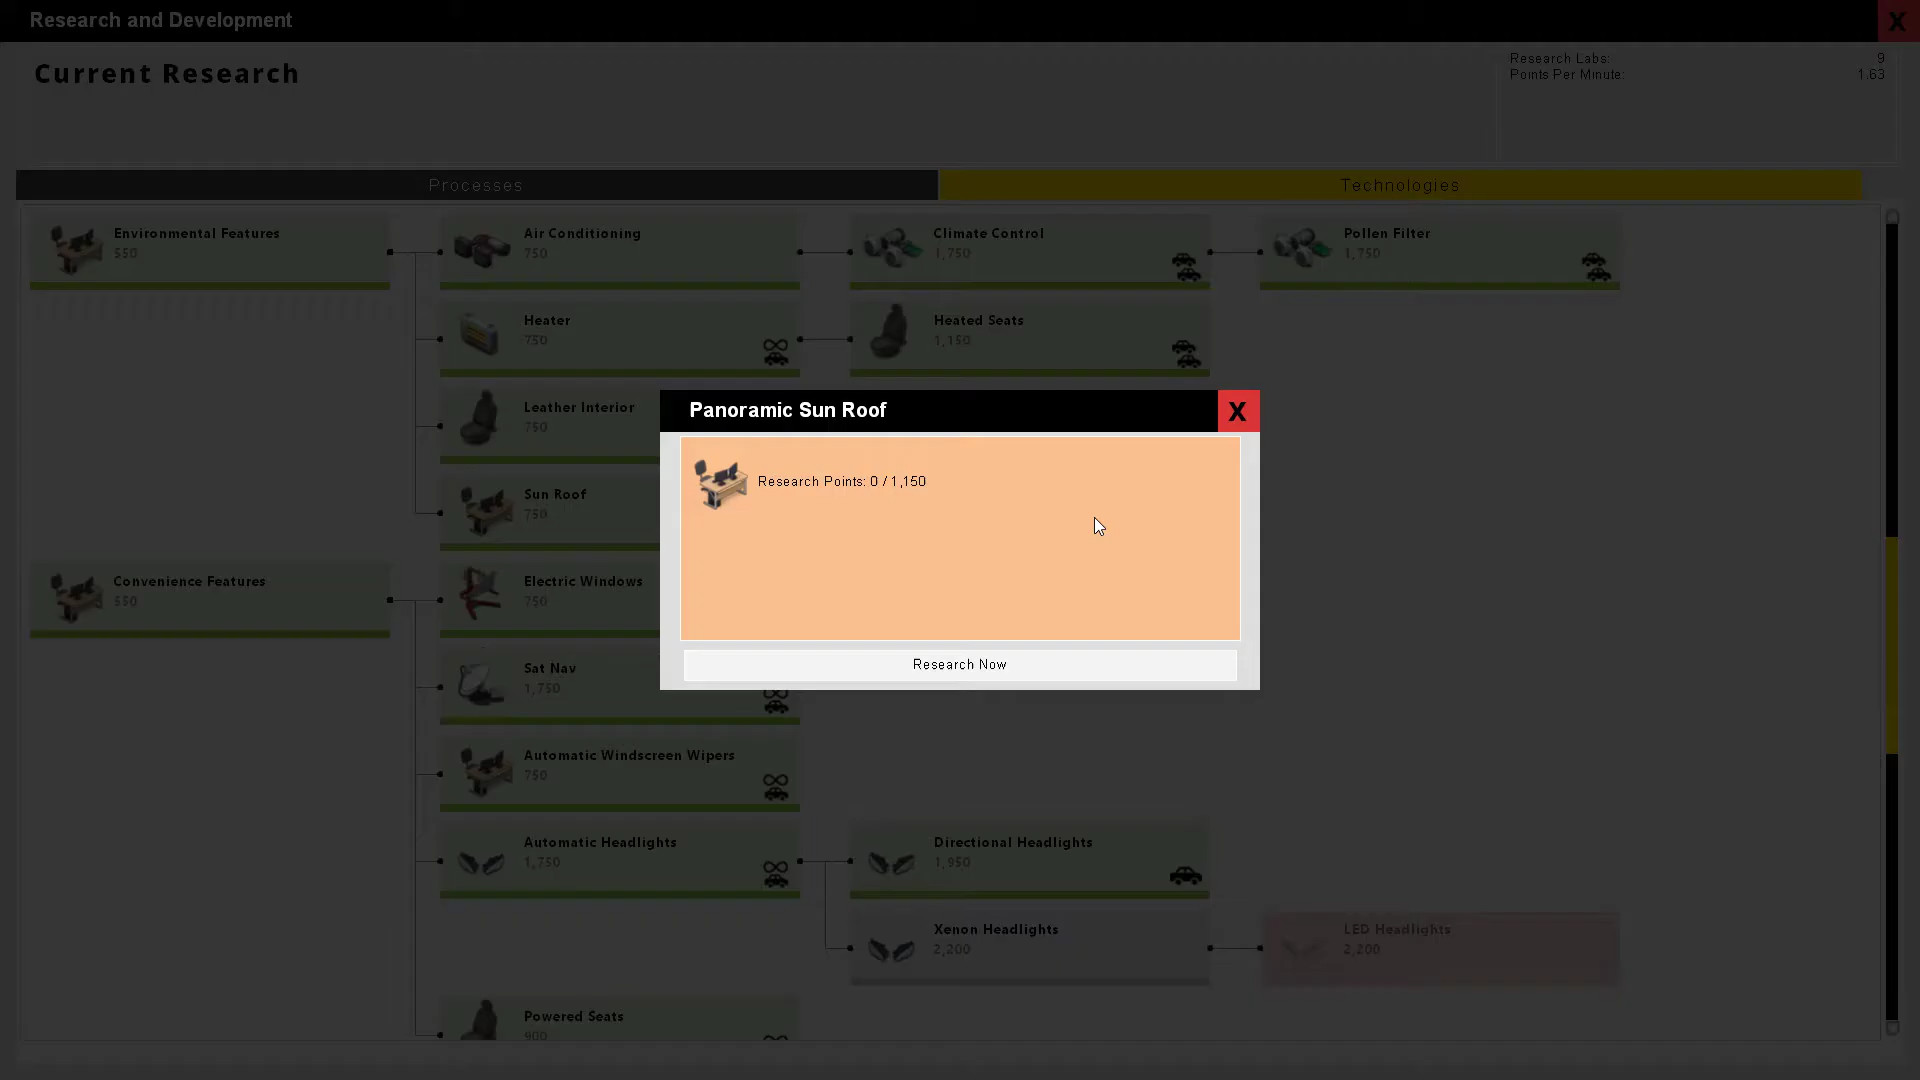 Research and Development
X
Current Research
Research Labs: 9
Points Per Minute: 1.63
Processes
Technologies
Environmental Features
550
Air Conditioning
750
Climate Control
1,750
Pollen Filter
1,750
Heater
750
Heated Seats
1,150
Leather Interior
750
Panoramic Sun Roof
X
Research Points: 0 / 1,150
Research Now
Sun Roof
750
Convenience Features
550
Electric Windows
750
Sat Nav
1,750
Automatic Windscreen Wipers
750
Automatic Headlights
1,750
Directional Headlights
1,950
Xenon Headlights
2,200
LED Headlights
2,200
Powered Seats
900